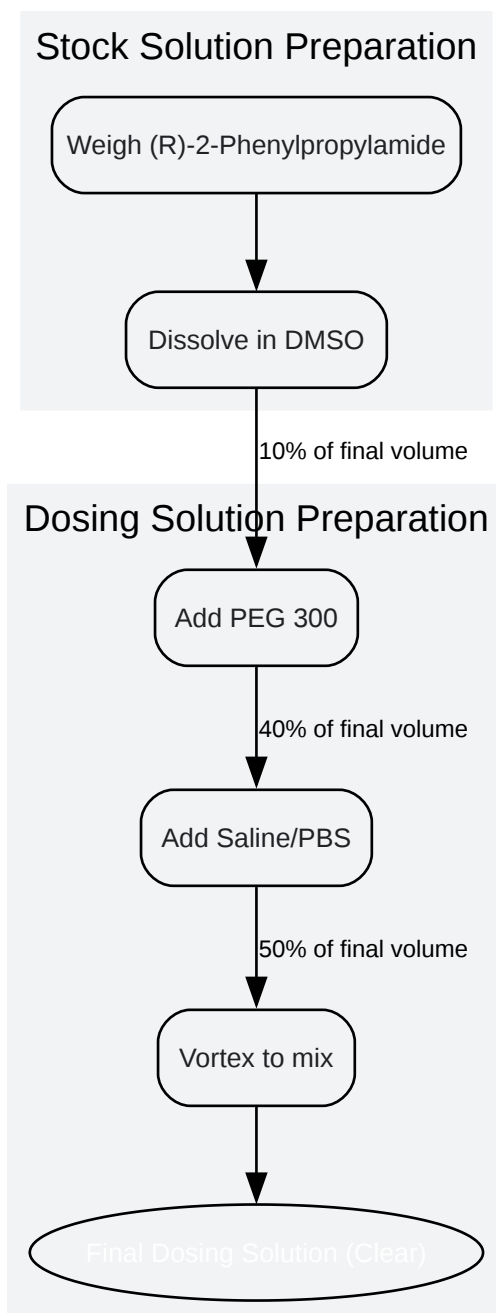 Stock Solution Preparation
Weigh (R)-2-Phenylpropylamide
Dissolve in DMSO
10% of final volume
Dosing Solution Preparation
Add PEG 300
40% of final volume
Add Saline/PBS
50% of final volume
Vortex to mix
Final Dosing Solution (Clear)